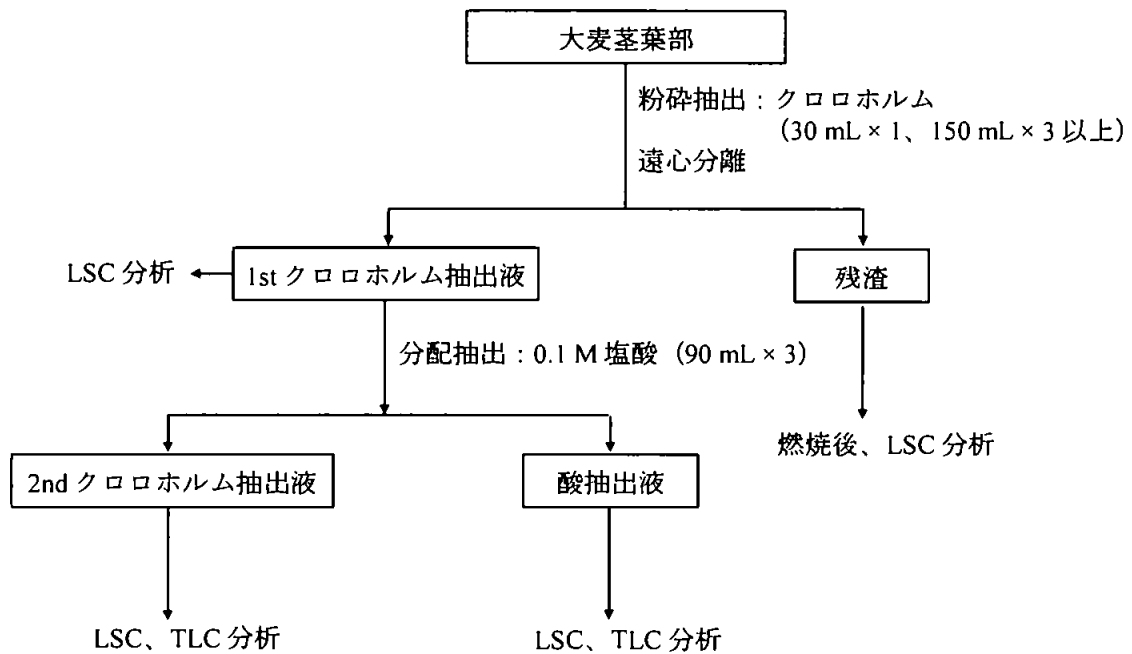 大麦茎葉部
粉砕抽出：クロロホルム
（30 mL × 1、150 mL × 3 以上）
遠心分離
LSC 分析
1st クロロホルム抽出液
残渣
分配抽出：0.1 M 塩酸（90 mL × 3）
燃焼後、LSC 分析
2nd クロロホルム抽出液
酸抽出液
LSC、TLC 分析
LSC、TLC 分析